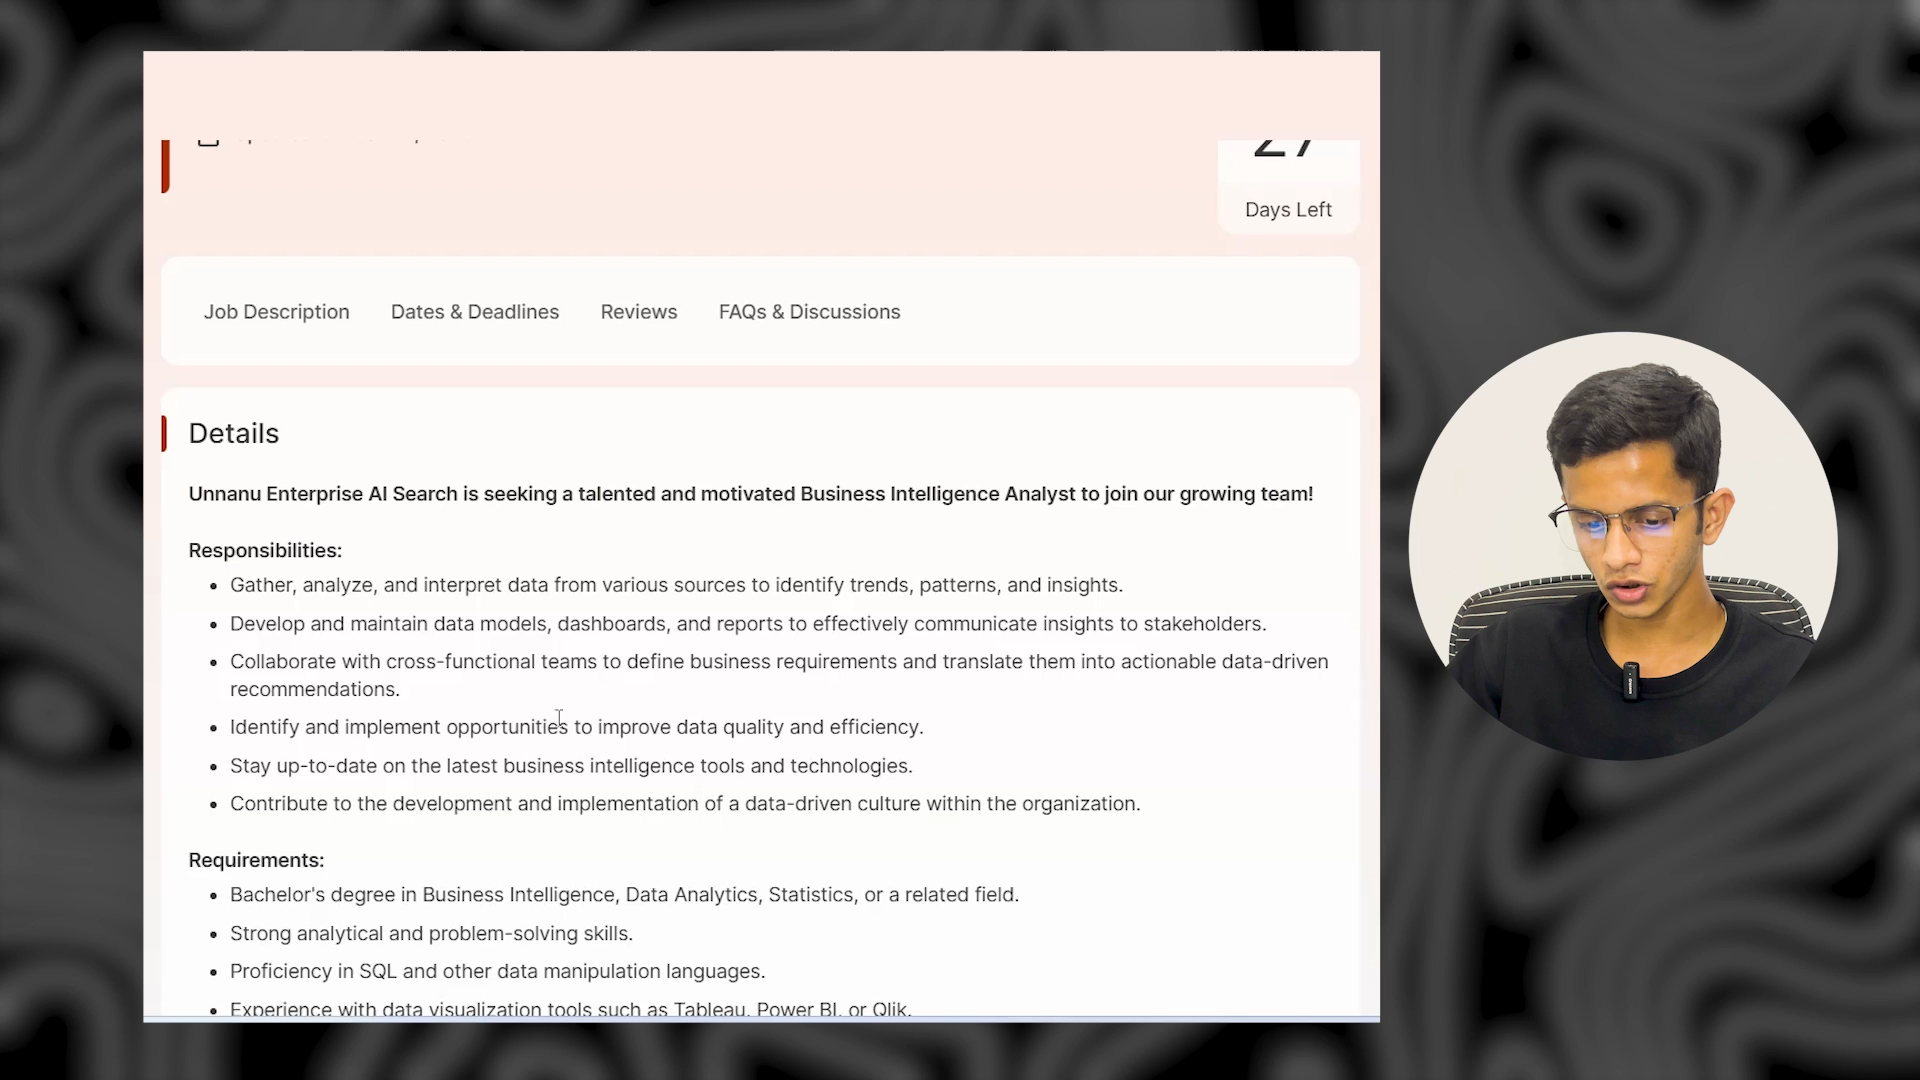 27
Days Left
Job Description Dates & Deadlines Reviews FAQs & Discussions
Details
Unnanu Enterprise AI Search is seeking a talented and motivated Business Intelligence Analyst to join our growing team!
Responsibilities:
• Gather, analyze, and interpret data from various sources to identify trends, patterns, and insights.
• Develop and maintain data models, dashboards, and reports to effectively communicate insights to stakeholders.
• Collaborate with cross-functional teams to define business requirements and translate them into actionable data-driven
recommendations.
• Identify and implement opportunities to improve data quality and efficiency.
• Stay up-to-date on the latest business intelligence tools and technologies.
• Contribute to the development and implementation of a data-driven culture within the organization.
Requirements:
• Bachelor's degree in Business Intelligence, Data Analytics, Statistics, or a related field.
• Strong analytical and problem-solving skills.
• Proficiency in SQL and other data manipulation languages.
• Experience with data visualization tools such as Tableau, Power BI, or Qlik.